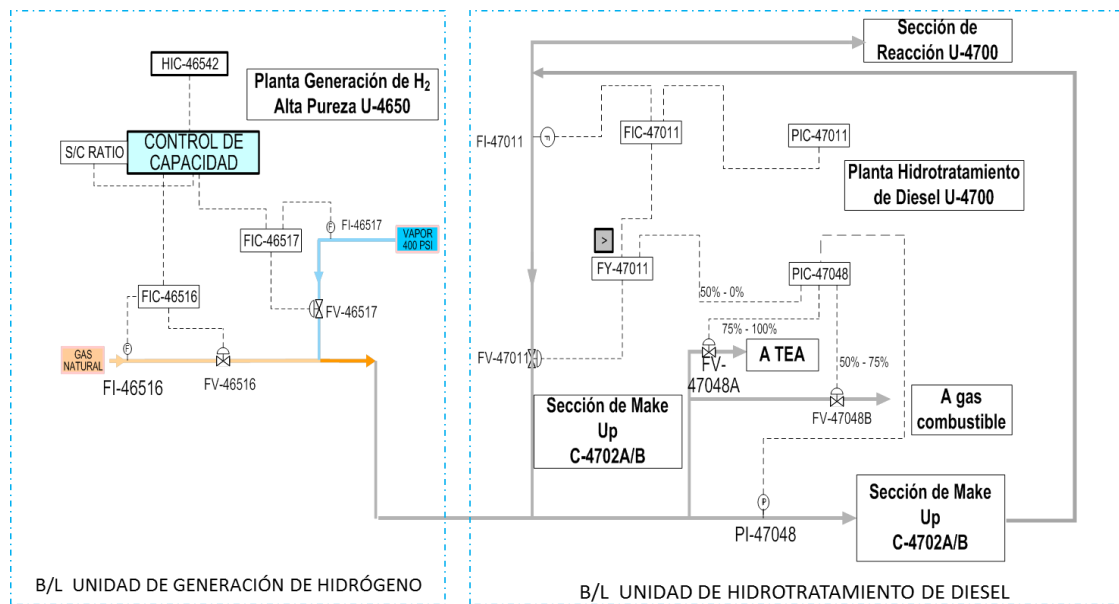 HIC-46542
Planta Generación de H2
Alta Pureza U-4650
CONTROL DE
CAPACIDAD
S/C RATIO
FI-46517
FIC-46517
VAPOR
400 PSI
F
FIC-46516
FV-46517
GAS
NATURAL
F
FI-46516
FV-46516
B/L UNIDAD DE GENERACIÓN DE HIDRÓGENO
Sección de
Reacción U-4700
FI-47011
FIC-47011
PIC-47011
Planta Hidrotratamiento
de Diesel U-4700
>
FY-47011
PIC-47048
50% - 0%
75% - 100%
FV-47011
A TEA
FV-
47048A
50% - 75%
FV-47048B
A gas
combustible
Sección de Make
Up
C-4702A/B
P
PI-47048
Sección de Make
Up
C-4702A/B
B/L UNIDAD DE HIDROTRATAMIENTO DE DIESEL